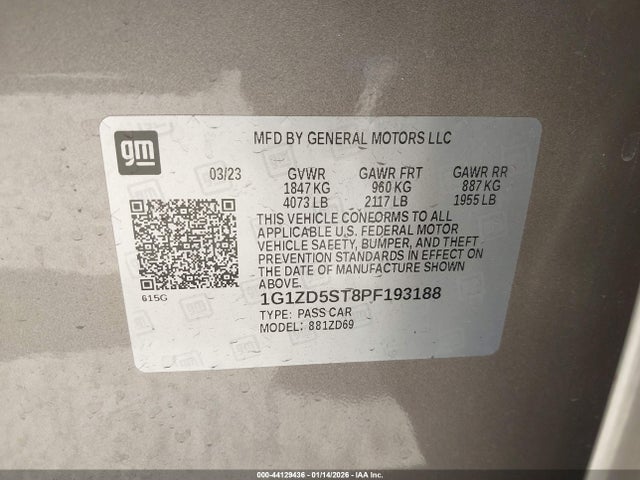 gm
MFD BY GENERAL MOTORS LLC
03/23 GVWR GAWR FRT GAWR RR
1847 KG 960 KG 887 KG
4073 LB 2117 LB 1955 LB
THIS VEHICLE CONFORMS TO ALL
APPLICABLE U.S. FEDERAL MOTOR
VEHICLE SAFETY, BUMPER, AND THEFT
PREVENTION STANDARDS IN EFFECT ON
THE DATE OF MANUFACTURE SHOWN
ABOVE.
615G
1G1ZD5ST8PF193188
TYPE: PASS CAR
MODEL: 881ZD69
000-44129436 - 01/14/2026 - IAA Inc.